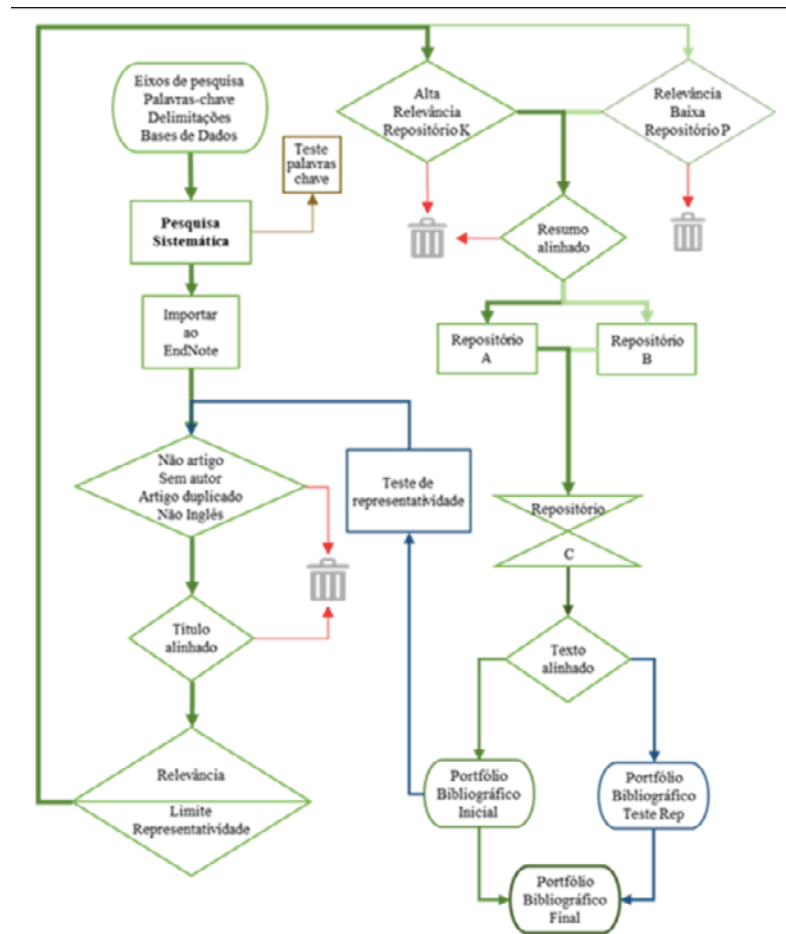 Eixos de pesquisa
Palavras-chave
Delimitações
Bases de Dados
Teste
palavras
chave
Pesquisa
Sistemática
Importar
ao
EndNote
Não artigo
Sem autor
Artigo duplicado
Não Inglês
Título
alinhado
Relevância
Limite
Representatividade
Alta
Relevância
Repositório K
Relevância
Baixa
Repositório P
Resumo
alinhado
Repositório
A
Repositório
B
Teste de
representatividade
Repositório
C
Texto
alinhado
Portfólio
Bibliográfico
Inicial
Portfólio
Bibliográfico
Teste Rep
Portfólio
Bibliográfico
Final